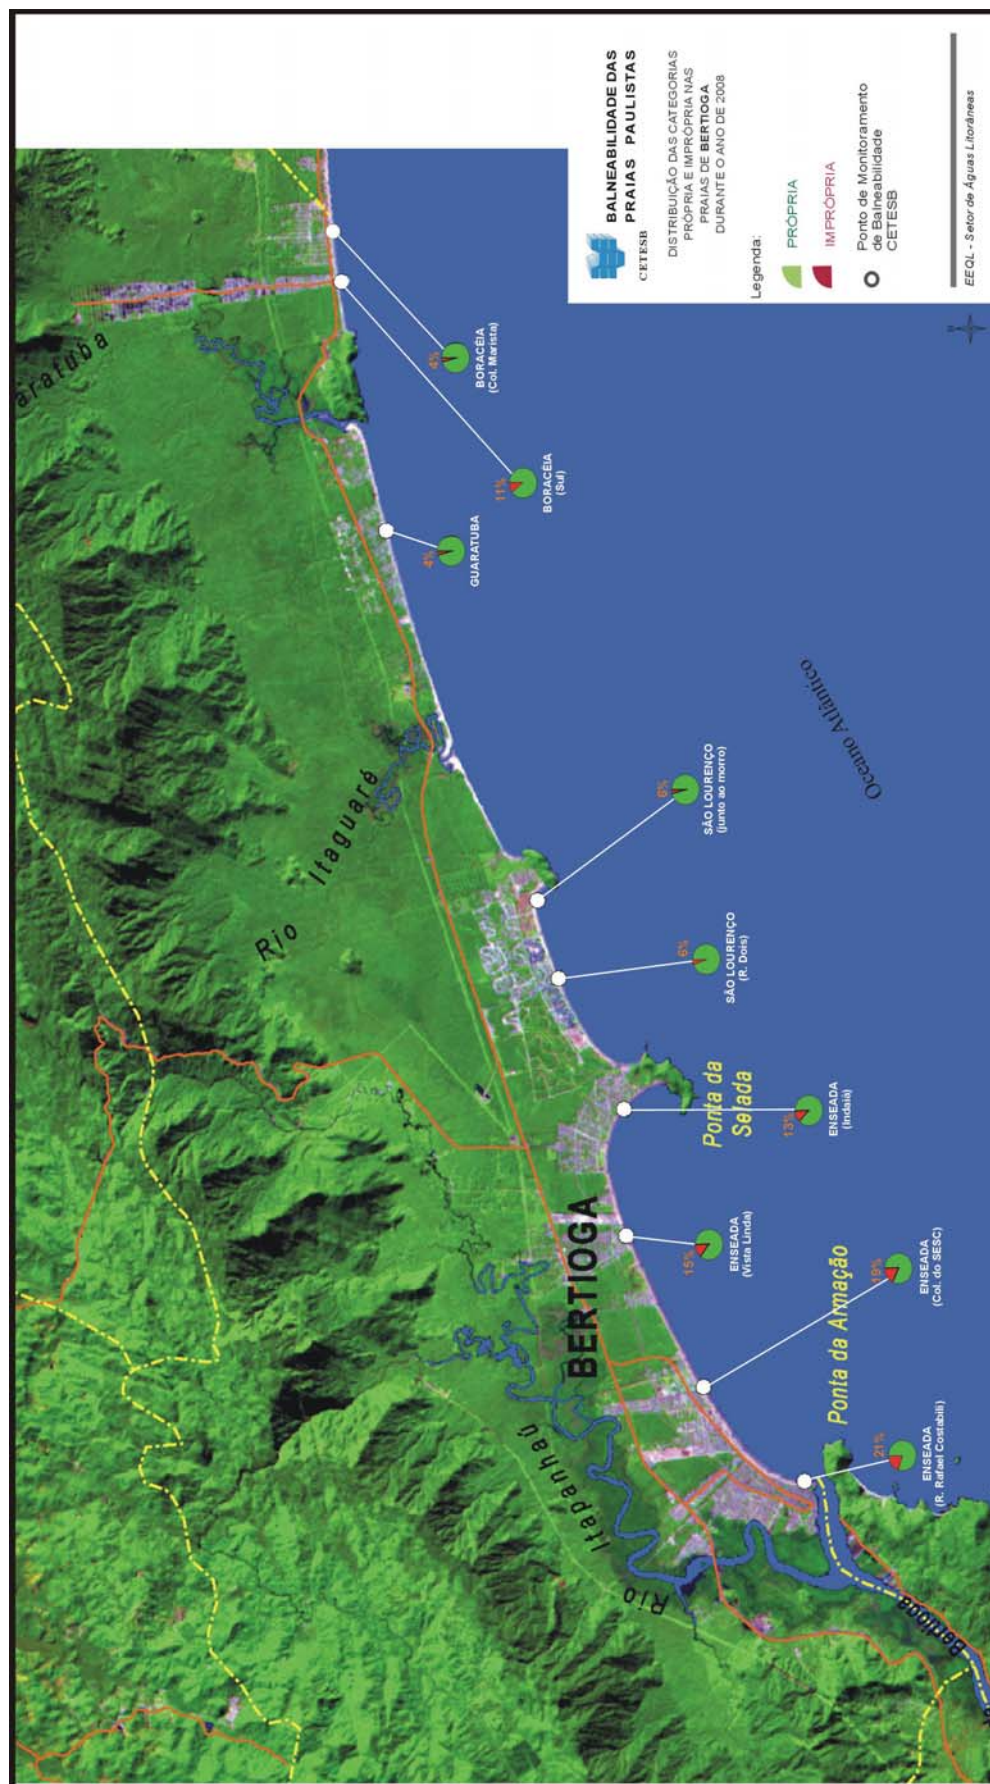 BALNEABILIDADE DAS
PRAIAS PAULISTAS
CETESB
DISTRIBUIÇÃO DAS CATEGORIAS
PRÓPRIA E IMPRÓPRIA NAS
PRAIAS DE BERTIOGA
DURANTE O ANO DE 2008
Legenda:
PRÓPRIA
IMPRÓPRIA
Ponto de Monitoramento
de Balneabilidade
CETESB
EEQL - Setor de Águas Litorâneas
N
aratuba
4%
BORACÉIA
(Col. Marista)
11%
BORACÉIA
(Sul)
4%
GUARATUBA
Rio Itaguaré
Oceano Atlântico
6%
SÃO LOURENÇO
(junto ao morro)
6%
SÃO LOURENÇO
(R. Dois)
Ponta da
Selada
13%
ENSEADA
(Indaiá)
BERTIOGA
15%
ENSEADA
(Vista Linda)
19%
ENSEADA
(Col. do SESC)
Ponta da Armação
21%
ENSEADA
(R. Rafael Costabili)
Rio Itapanhaú
Bertioga